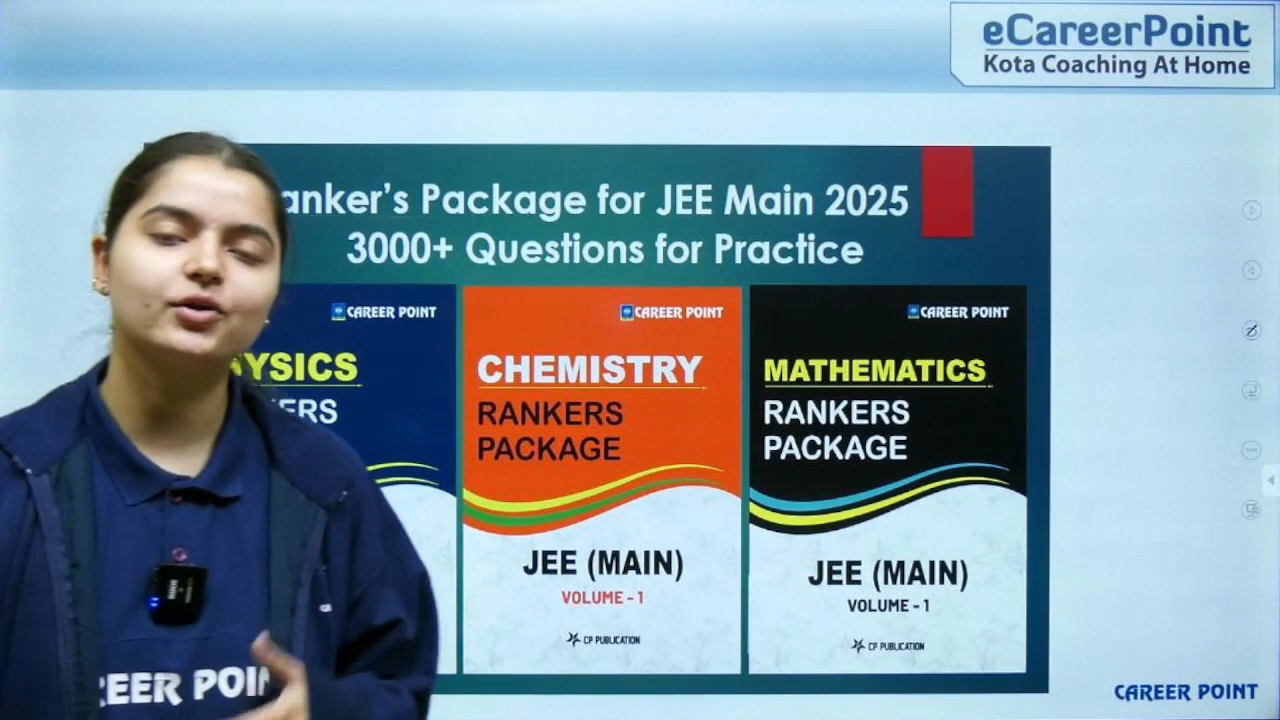 eCareerPoint
Kota Coaching At Home
anker's Package for JEE Main 2025
3000+ Questions for Practice
CAREER POINT
YSICS
ERS
CAREER POINT
CHEMISTRY
RANKERS
PACKAGE
JEE (MAIN)
VOLUME - 1
CP PUBLICATION
CAREER POINT
MATHEMATICS
RANKERS
PACKAGE
JEE (MAIN)
VOLUME - 1
CP PUBLICATION
EER POIN
CAREER POINT